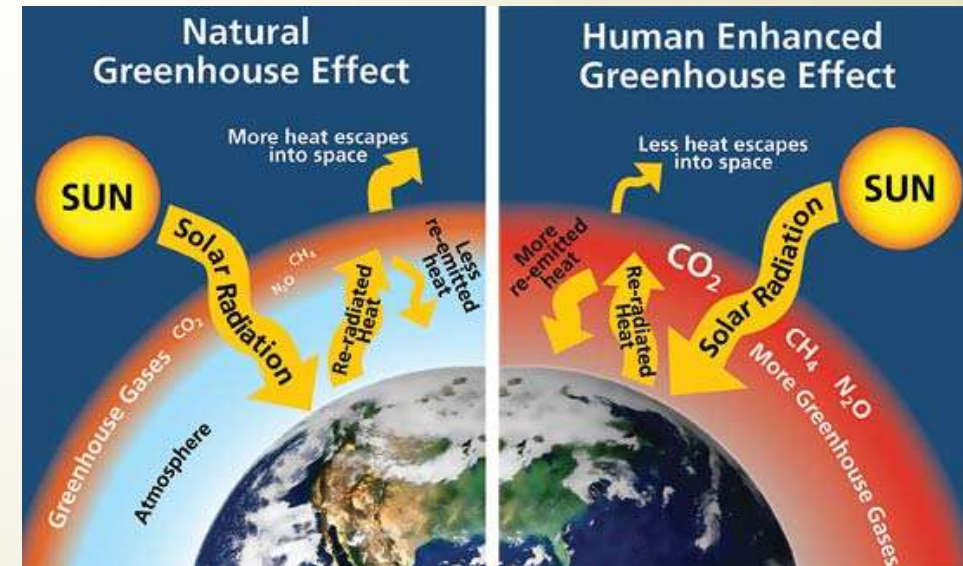 Natural
Greenhouse Effect
More heat escapes
into space
SUN
Solar Radiation
Less
re-emitted
heat
CH₄
N₂O
CO₂
Re-radiated
Heat
Greenhouse Gases
Atmosphere
Human Enhanced
Greenhouse Effect
Less heat escapes
into space
SUN
Solar Radiation
More
re-emitted
heat
Re-radiated
Heat
CO₂
CH₄
N₂O
More Greenhouse Gases